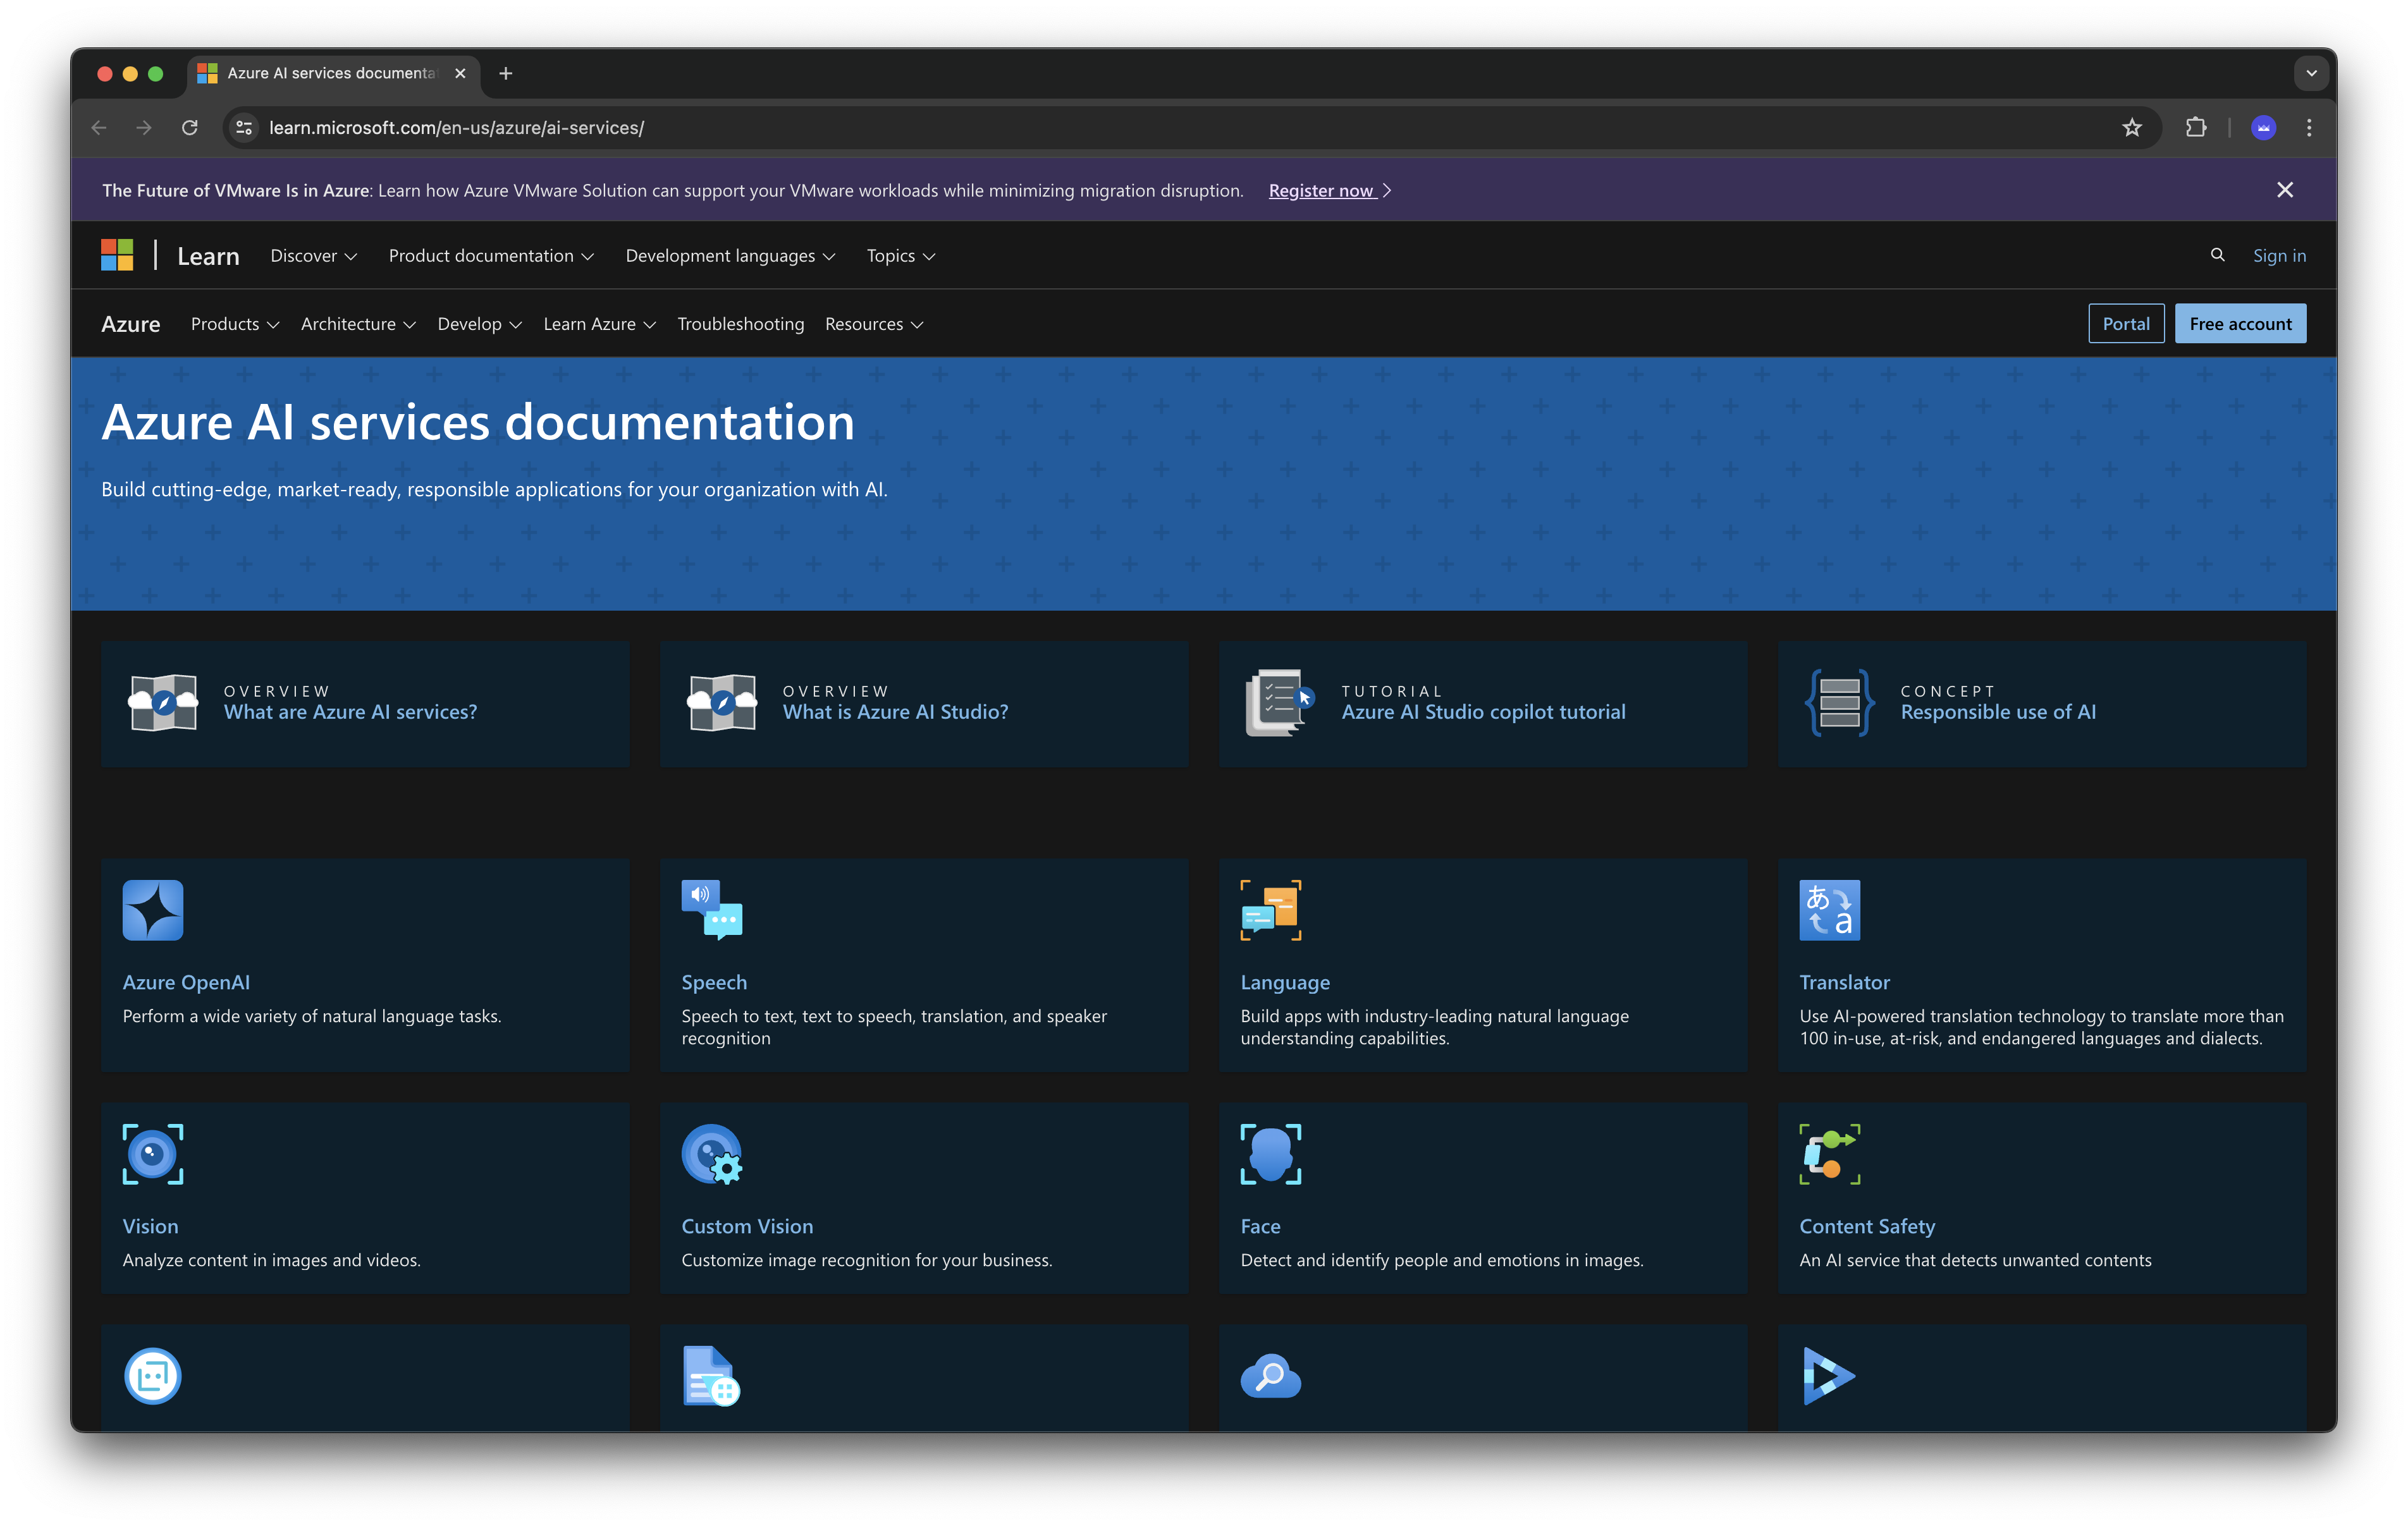 Azure AI services documenta
learn.microsoft.com/en-us/azure/ai-services/
The Future of VMware Is in Azure: Learn how Azure VMware Solution can support your VMware workloads while minimizing migration disruption. Register now
Learn Discover Product documentation Development languages Topics Sign in
Azure Products Architecture Develop Learn Azure Troubleshooting Resources Portal Free account
Azure AI services documentation
Build cutting-edge, market-ready, responsible applications for your organization with AI.
OVERVIEW
What are Azure AI services?
OVERVIEW
What is Azure AI Studio?
TUTORIAL
Azure AI Studio copilot tutorial
CONCEPT
Responsible use of AI
Azure OpenAI
Perform a wide variety of natural language tasks.
Speech
Speech to text, text to speech, translation, and speaker
recognition
Language
Build apps with industry-leading natural language
understanding capabilities.
あ
a
Translator
Use AI-powered translation technology to translate more than
100 in-use, at-risk, and endangered languages and dialects.
Vision
Analyze content in images and videos.
Custom Vision
Customize image recognition for your business.
Face
Detect and identify people and emotions in images.
Content Safety
An AI service that detects unwanted contents